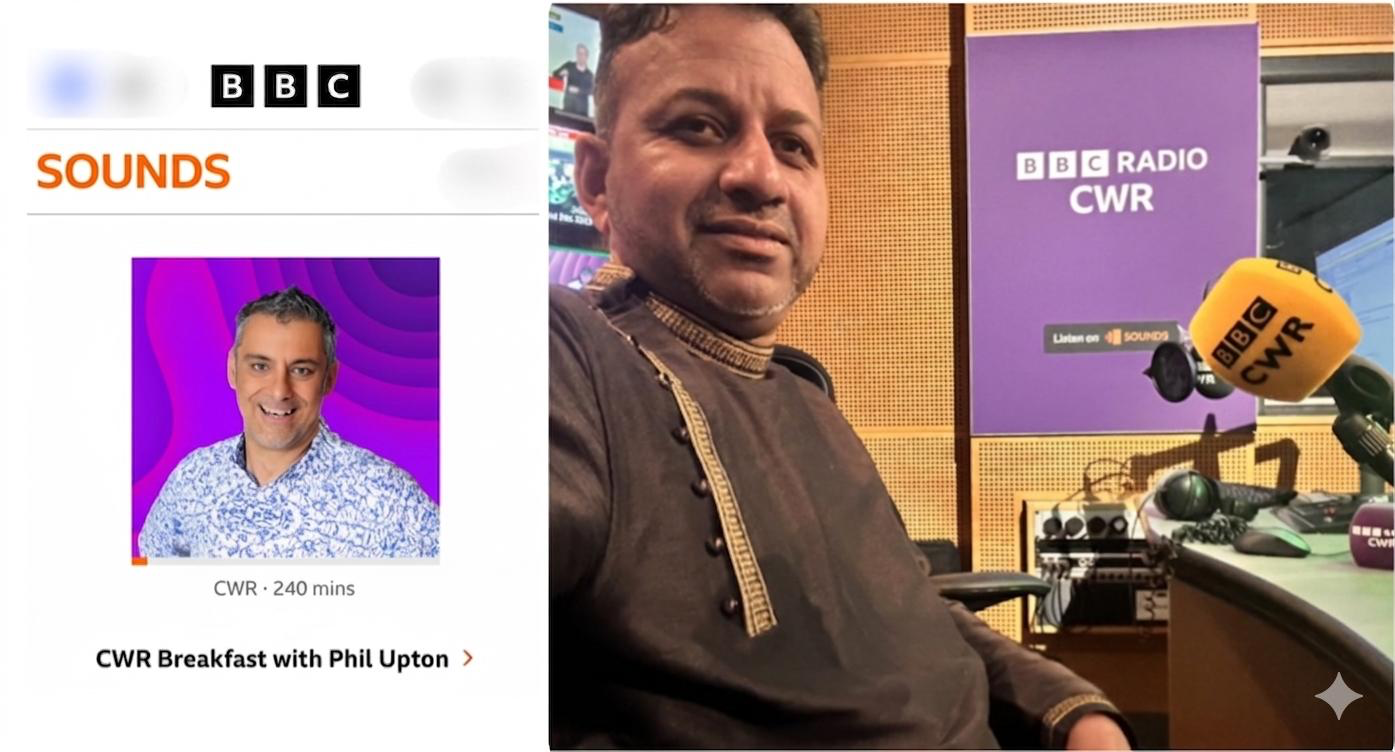 BBC
SOUNDS
CWR · 240 mins
CWR Breakfast with Phil Upton
BBC RADIO
CWR
Listen on SOUNDS
BBC
CWR